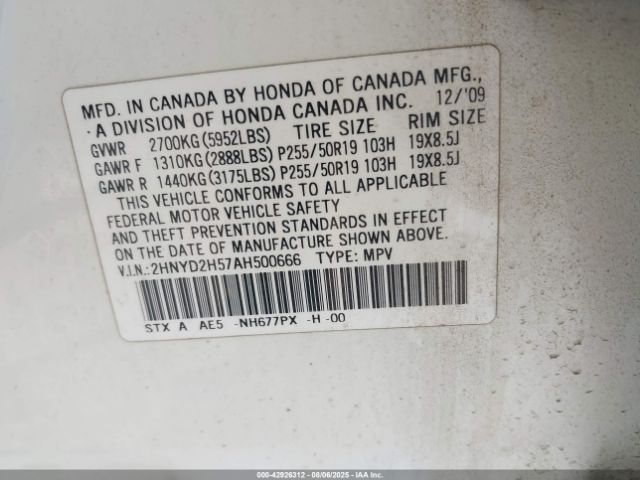 MFD. IN CANADA BY HONDA OF CANADA MFG.,
A DIVISION OF HONDA CANADA INC. 12/'09
GVWR 2700KG(5952LBS) TIRE SIZE RIM SIZE
GAWR F 1310KG(2888LBS) P255/50R19 103H 19X8.5J
GAWR R 1440KG(3175LBS) P255/50R19 103H 19X8.5J
THIS VEHICLE CONFORMS TO ALL APPLICABLE
FEDERAL MOTOR VEHICLE SAFETY
AND THEFT PREVENTION STANDARDS IN EFFECT
ON THE DATE OF MANUFACTURE SHOWN ABOVE.
V.I.N.:2HNYD2H57AH500666 TYPE: MPV
STX A AE5 -NH677PX -H -00
000-42926312 - 08/06/2025 - IAA Corp.